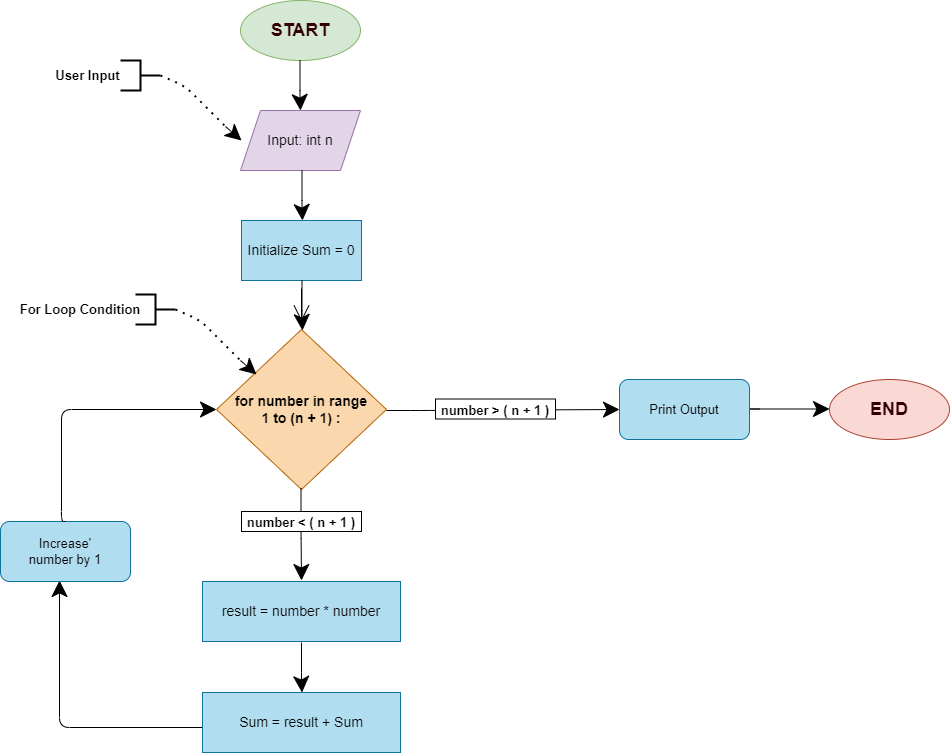 START
User Input
Input: int n
Initialize Sum = 0
For Loop Condition
for number in range
1 to (n + 1) :
number > ( n + 1 )
Print Output
END
number < ( n + 1 )
Increase'
number by 1
result = number * number
Sum = result + Sum